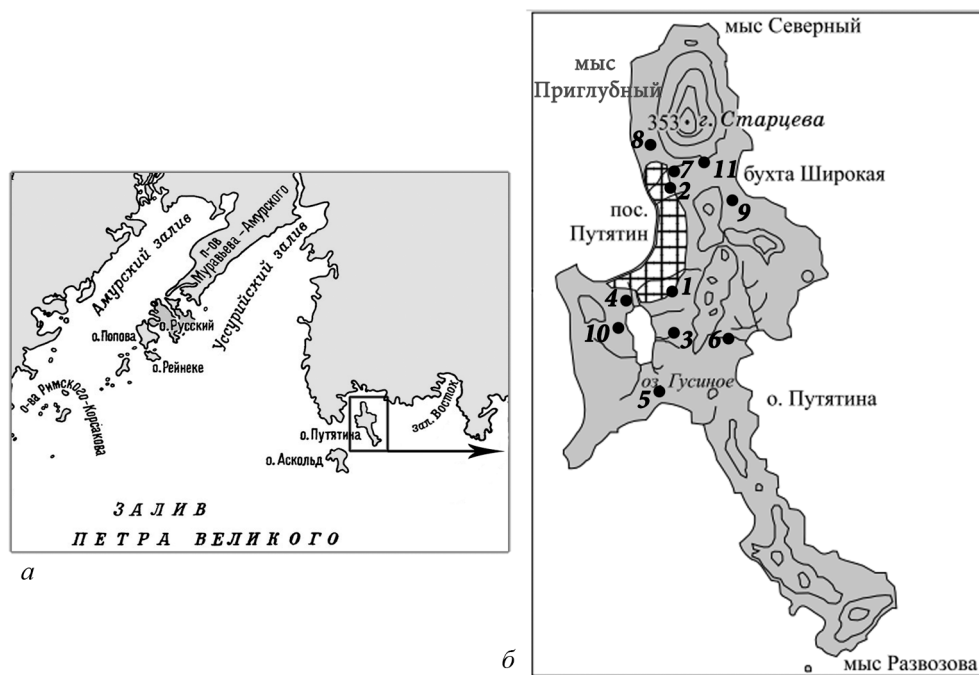 Амурский залив
п-ов
Муравьева-Амурского
Уссурийский залив
о. Русский
о. Попова
о. Рейнеке
о-ва Римского-Корсакова
о. Путятина
зал. Восток
о. Аскольд
ЗАЛИВ
ПЕТРА ВЕЛИКОГО
а
мыс Северный
мыс
Приглубный
353
г. Старцева
8
7
11
2
бухта Широкая
9
пос.
Путятин
1
4
10
3
6
оз. Гусиное
5
о. Путятина
мыс Развозова
б